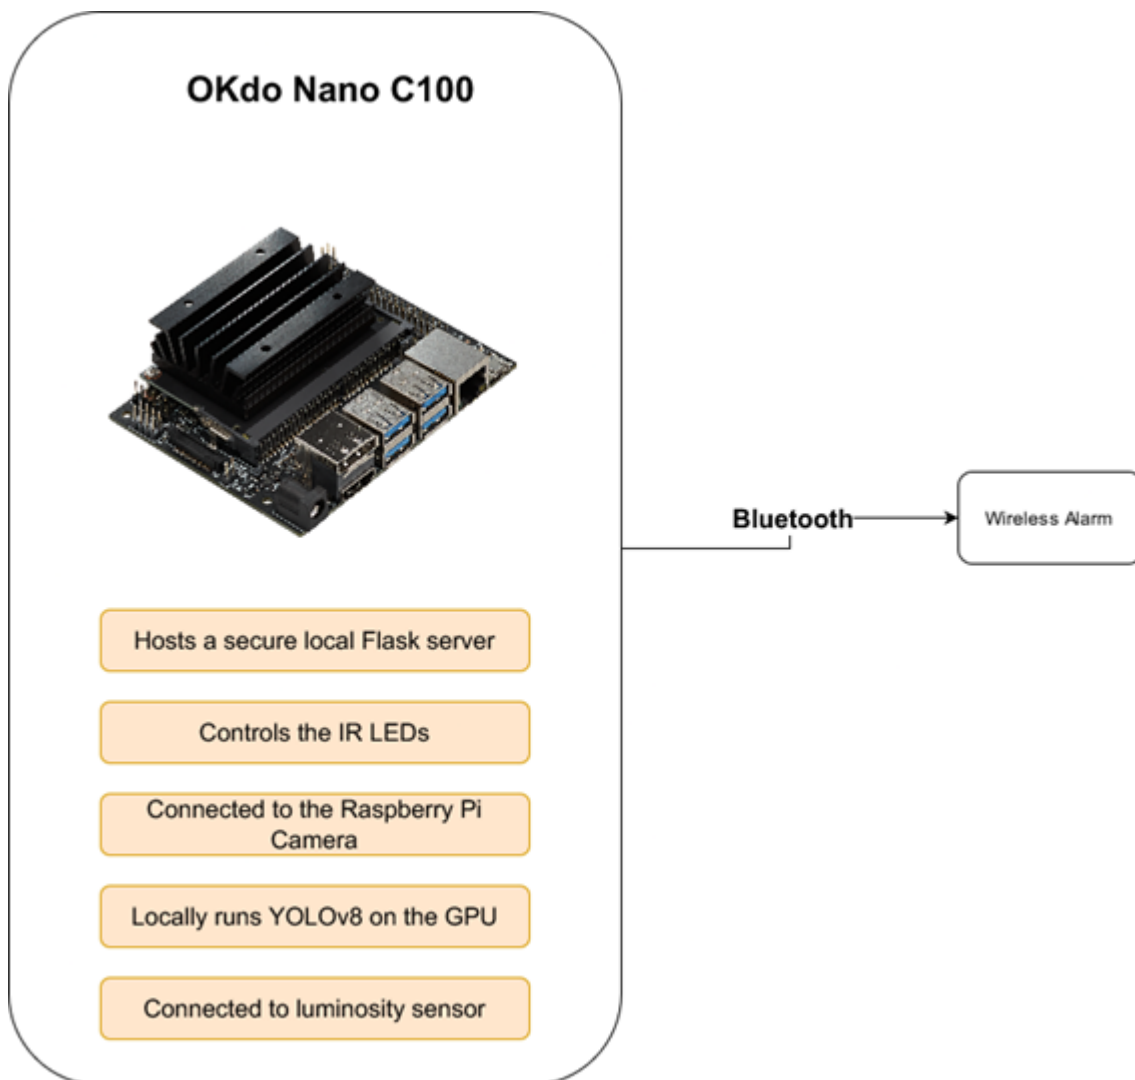 OKdo Nano C100
Bluetooth
Wireless Alarm
Hosts a secure local Flask server
Controls the IR LEDs
Connected to the Raspberry Pi
Camera
Locally runs YOLOv8 on the GPU
Connected to luminosity sensor